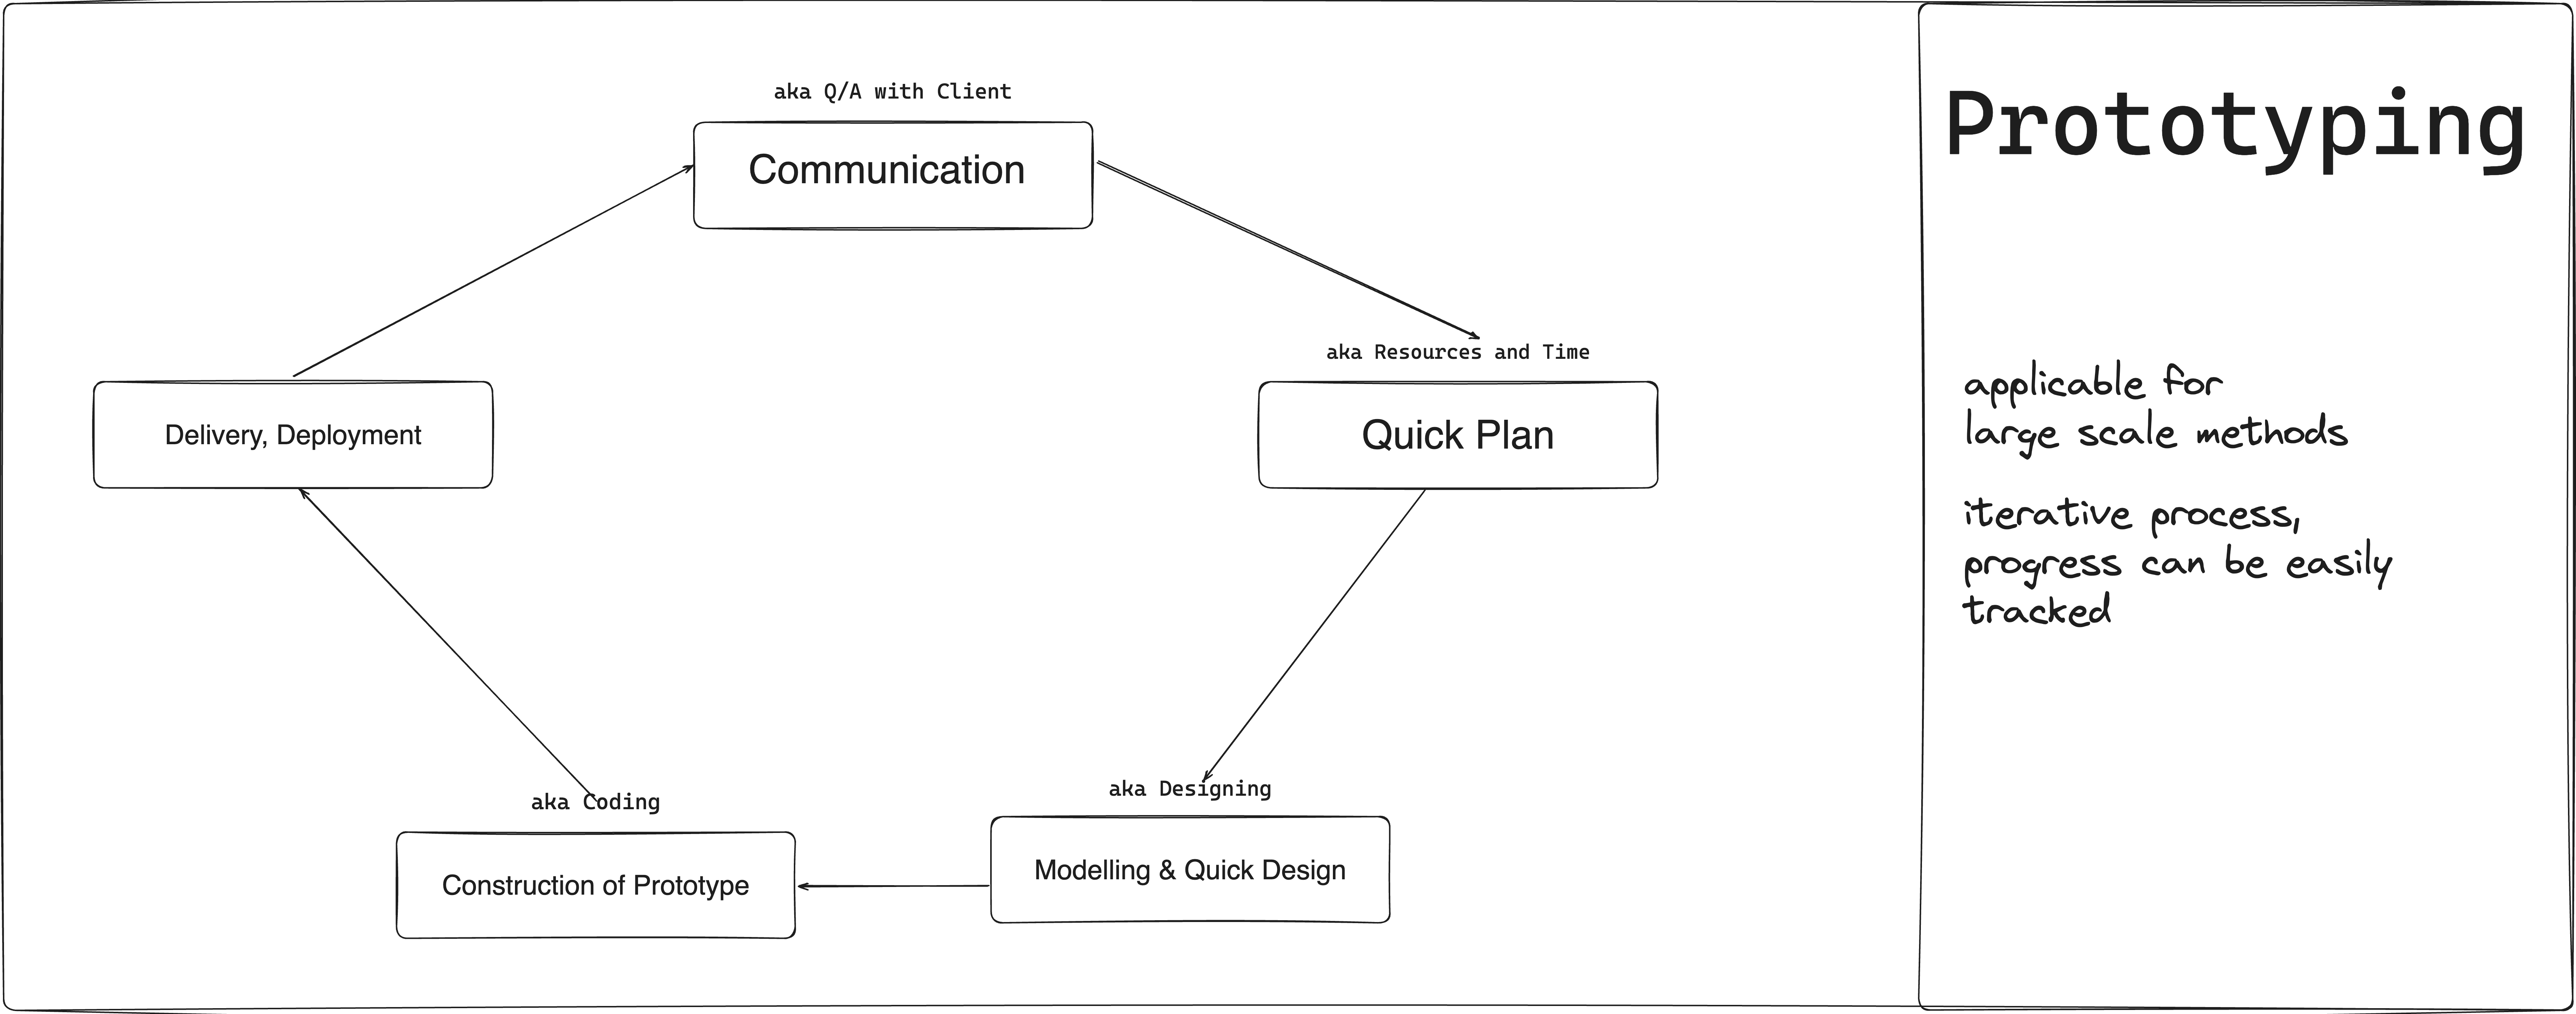 aka Q/A with Client
Communication
aka Resources and Time
Quick Plan
Delivery, Deployment
aka Designing
Modelling & Quick Design
aka Coding
Construction of Prototype
Prototyping
applicable for
large scale methods
iterative process,
progress can be easily
tracked